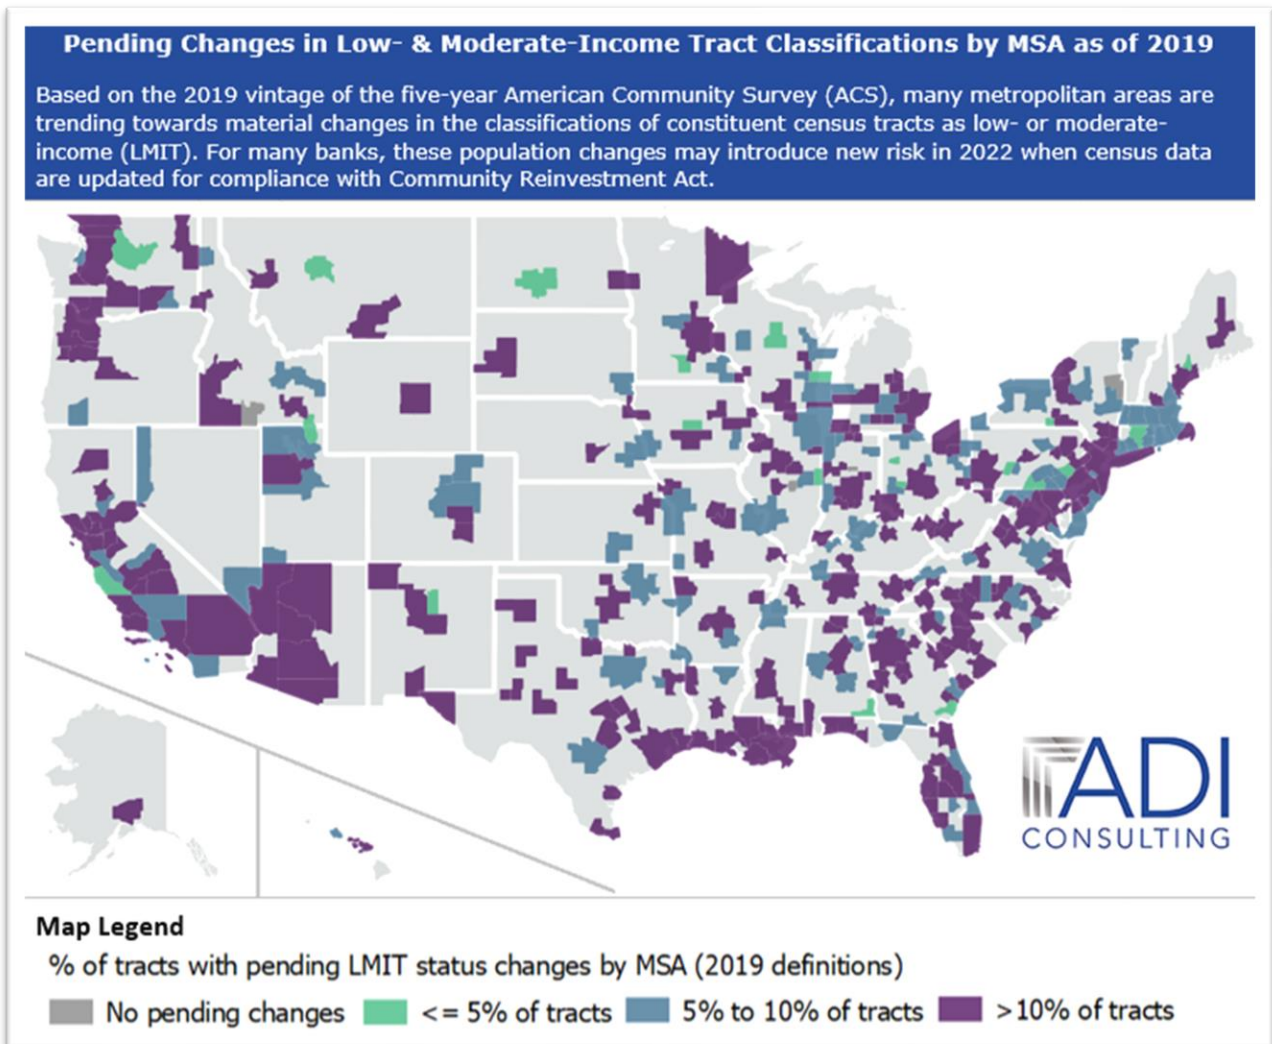 Pending Changes in Low- & Moderate-Income Tract Classifications by MSA as of 2019
Based on the 2019 vintage of the five-year American Community Survey (ACS), many metropolitan areas are
trending towards material changes in the classifications of constituent census tracts as low- or moderate-
income (LMIT). For many banks, these population changes may introduce new risk in 2022 when census data
are updated for compliance with Community Reinvestment Act.
ADI
CONSULTING
Map Legend
% of tracts with pending LMIT status changes by MSA (2019 definitions)
No pending changes <= 5% of tracts 5% to 10% of tracts >10% of tracts